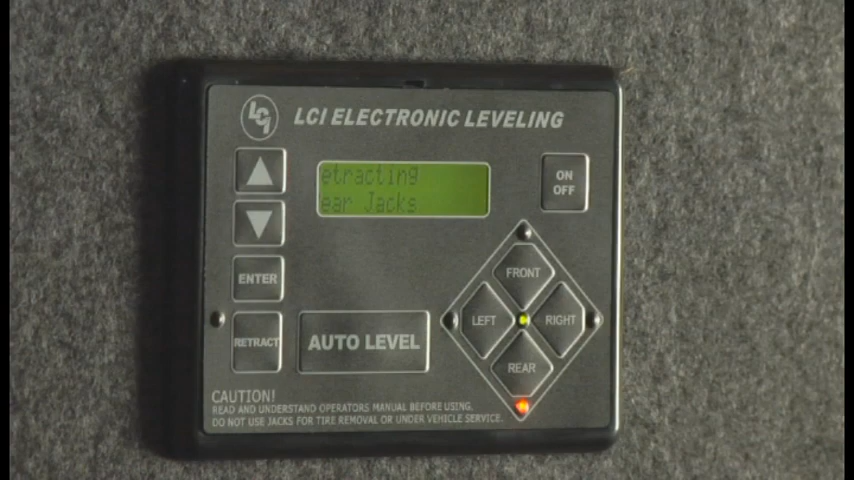 LCI
LCI ELECTRONIC LEVELING
etracting
ear Jacks
ON
OFF
ENTER
RETRACT
AUTO LEVEL
FRONT
LEFT
RIGHT
REAR
CAUTION!
READ AND UNDERSTAND OPERATORS MANUAL BEFORE USING.
DO NOT USE JACKS FOR TIRE REMOVAL OR UNDER VEHICLE SERVICE.